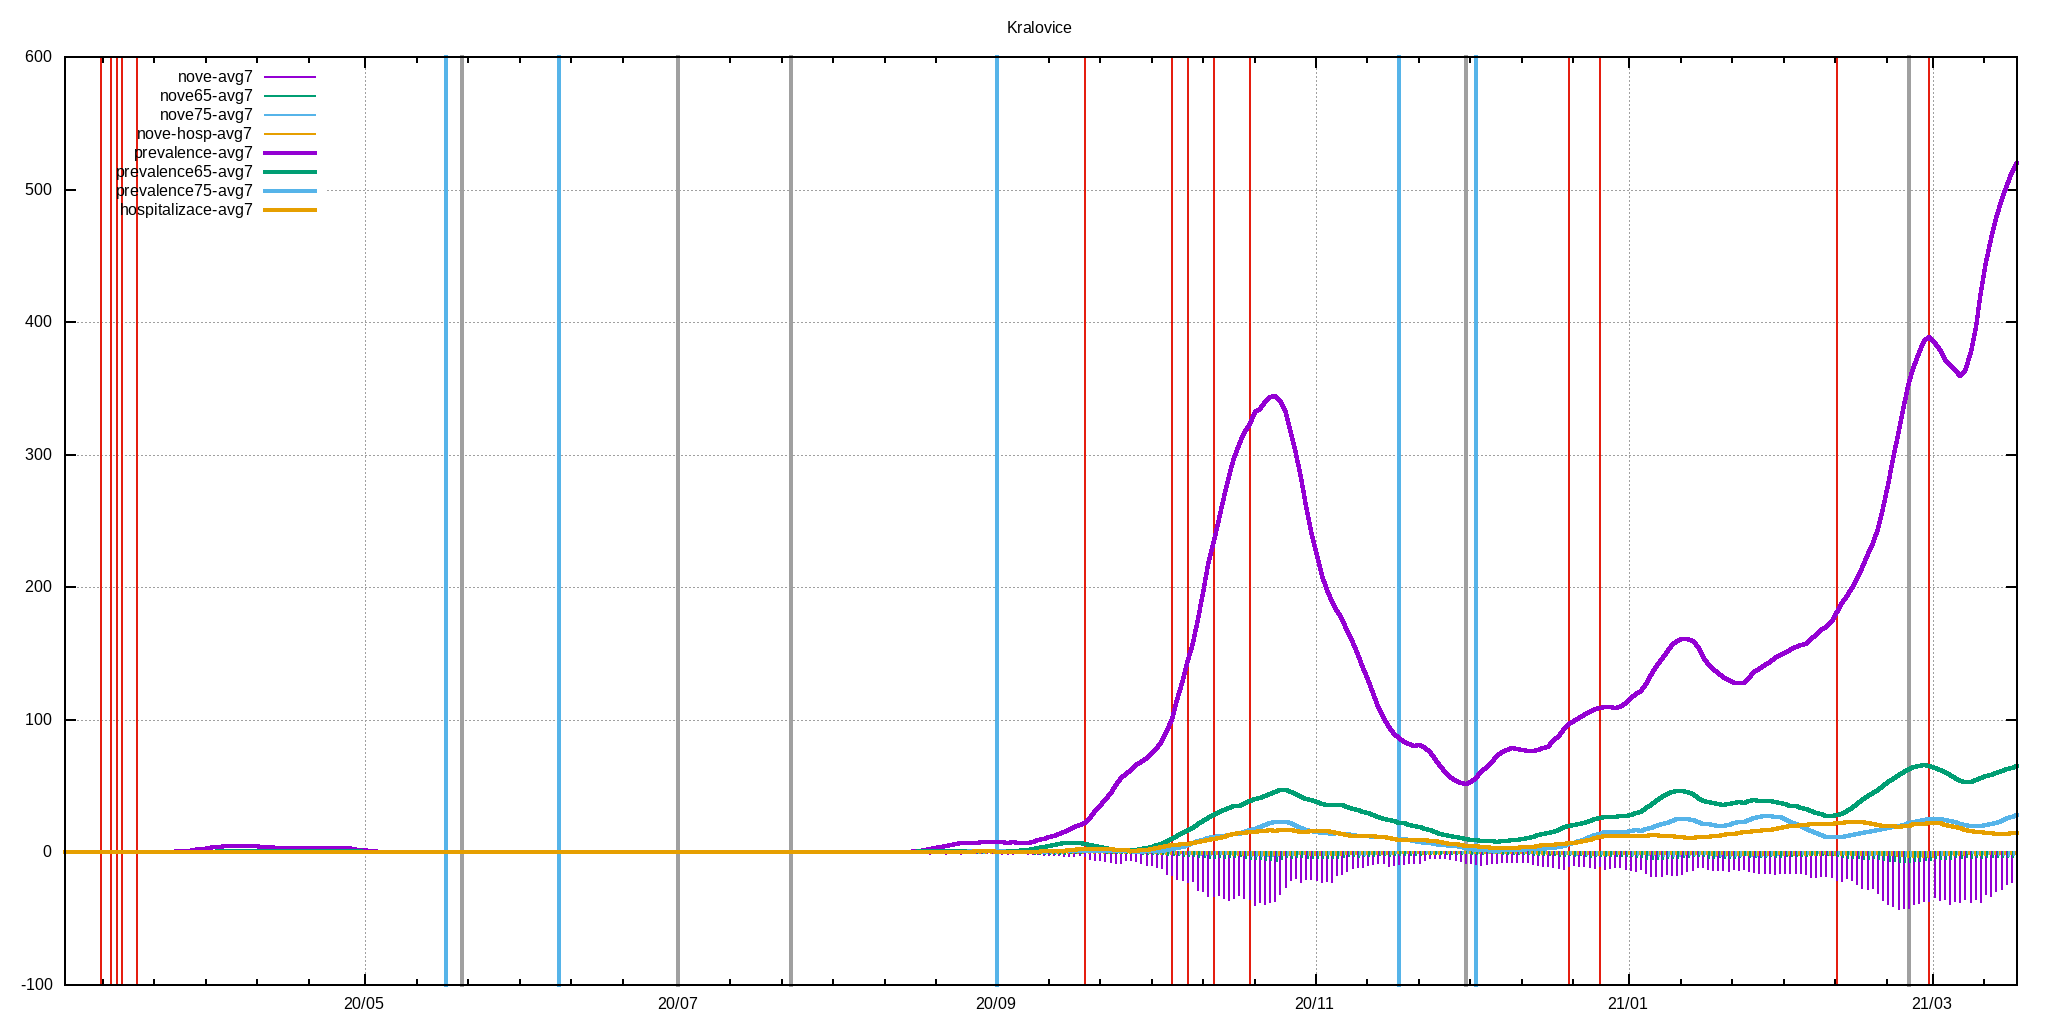 Kralovice
600
500
400
300
200
100
0
-100
nove-avg7
nove65-avg7
nove75-avg7
nove-hosp-avg7
prevalence-avg7
prevalence65-avg7
prevalence75-avg7
hospitalizace-avg7
20/05 20/07 20/09 20/11 21/01 21/03